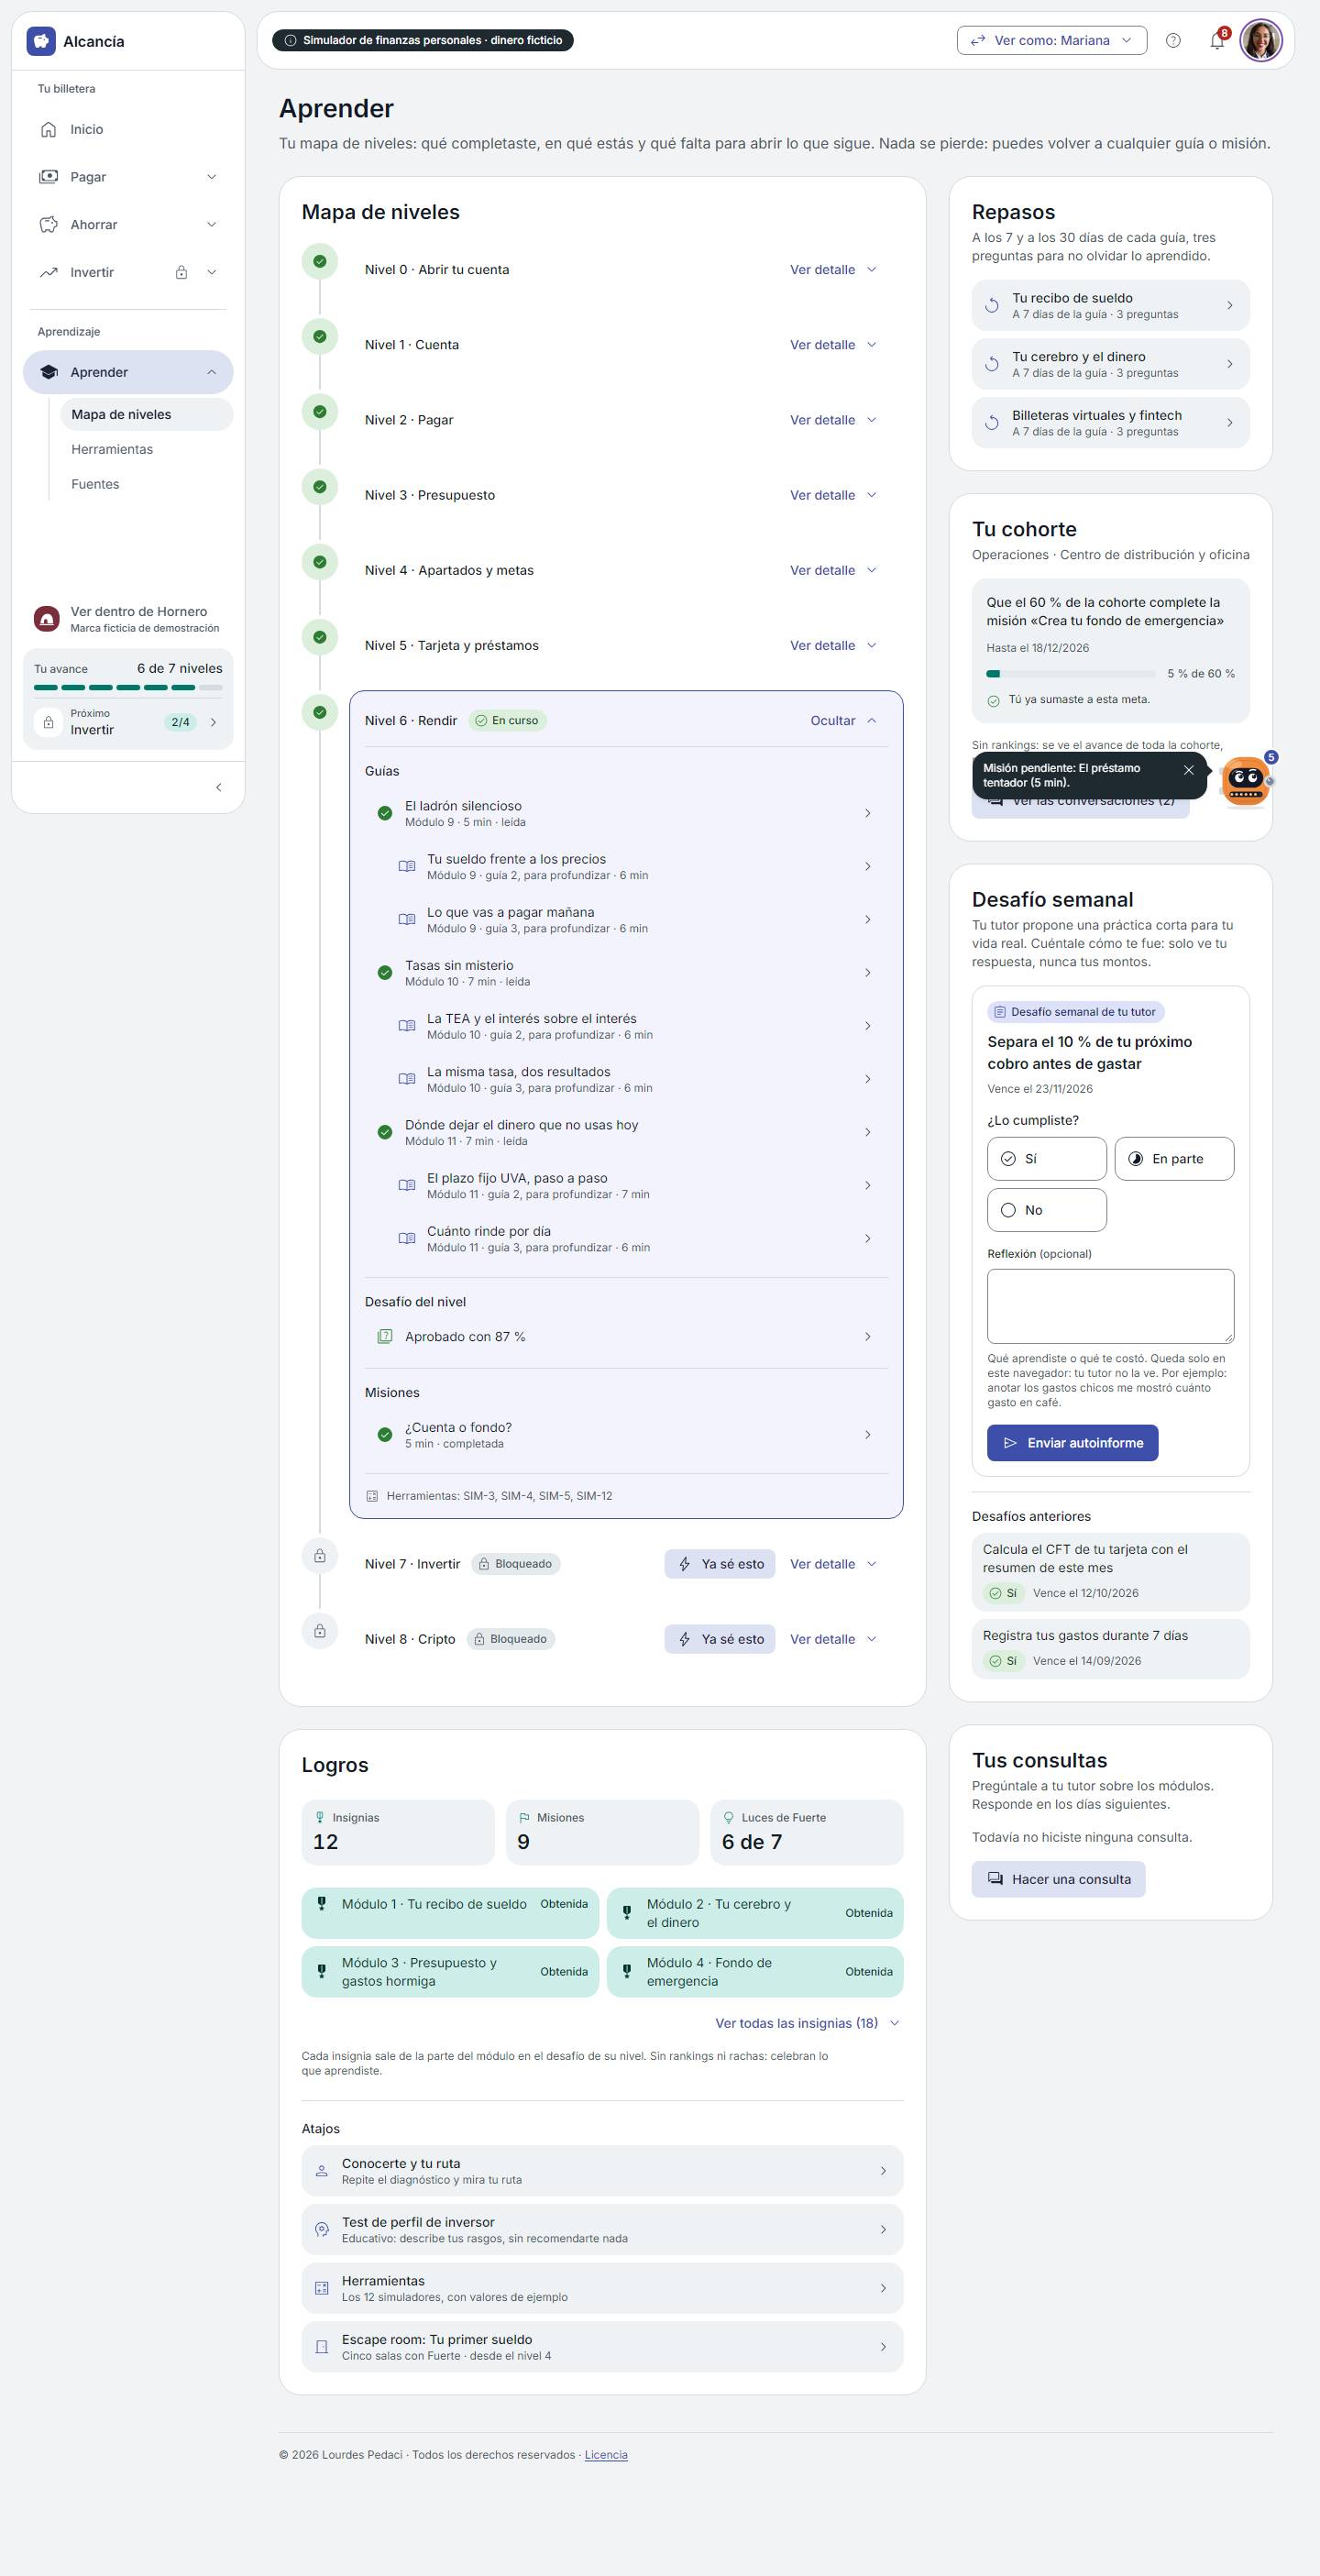 Alcancía
Tu billetera
Inicio
Pagar
Ahorrar
Invertir
Aprendizaje
Aprender
Mapa de niveles
Herramientas
Fuentes
Ver dentro de Hornero
Marca ficticia de demostración
Tu avance
6 de 7 niveles
Próximo
Invertir
2/4
Simulador de finanzas personales · dinero ficticio
Ver como: Mariana
8
Aprender
Tu mapa de niveles: qué completaste, en qué estás y qué falta para abrir lo que sigue. Nada se pierde: puedes volver a cualquier guía o misión.
Mapa de niveles
Nivel 0 · Abrir tu cuenta
Ver detalle
Nivel 1 · Cuenta
Ver detalle
Nivel 2 · Pagar
Ver detalle
Nivel 3 · Presupuesto
Ver detalle
Nivel 4 · Apartados y metas
Ver detalle
Nivel 5 · Tarjeta y préstamos
Ver detalle
Nivel 6 · Rendir
En curso
Ocultar
Guías
El ladrón silencioso
Módulo 9 · 5 min · leída
Tu sueldo frente a los precios
Módulo 9 · guía 2, para profundizar · 6 min
Lo que vas a pagar mañana
Módulo 9 · guía 3, para profundizar · 6 min
Tasas sin misterio
Módulo 10 · 7 min · leída
La TEA y el interés sobre el interés
Módulo 10 · guía 2, para profundizar · 6 min
La misma tasa, dos resultados
Módulo 10 · guía 3, para profundizar · 6 min
Dónde dejar el dinero que no usas hoy
Módulo 11 · 7 min · leída
El plazo fijo UVA, paso a paso
Módulo 11 · guía 2, para profundizar · 7 min
Cuánto rinde por día
Módulo 11 · guía 3, para profundizar · 6 min
Desafío del nivel
Aprobado con 87 %
Misiones
¿Cuenta o fondo?
5 min · completada
Herramientas: SIM-3, SIM-4, SIM-5, SIM-12
Nivel 7 · Invertir
Bloqueado
Ya sé esto
Ver detalle
Nivel 8 · Cripto
Bloqueado
Ya sé esto
Ver detalle
Logros
Insignias
12
Misiones
9
Luces de Fuerte
6 de 7
Módulo 1 · Tu recibo de sueldo
Obtenida
Módulo 2 · Tu cerebro y
el dinero
Obtenida
Módulo 3 · Presupuesto y
gastos hormiga
Obtenida
Módulo 4 · Fondo de
emergencia
Obtenida
Ver todas las insignias (18)
Cada insignia sale de la parte del módulo en el desafío de su nivel. Sin rankings ni rachas: celebran lo
que aprendiste.
Atajos
Conocerte y tu ruta
Repite el diagnóstico y mira tu ruta
Test de perfil de inversor
Educativo: describe tus rasgos, sin recomendarte nada
Herramientas
Los 12 simuladores, con valores de ejemplo
Escape room: Tu primer sueldo
Cinco salas con Fuerte · desde el nivel 4
Repasos
A los 7 y a los 30 días de cada guía, tres
preguntas para no olvidar lo aprendido.
Tu recibo de sueldo
A 7 días de la guía · 3 preguntas
Tu cerebro y el dinero
A 7 días de la guía · 3 preguntas
Billeteras virtuales y fintech
A 7 días de la guía · 3 preguntas
Tu cohorte
Operaciones · Centro de distribución y oficina
Que el 60 % de la cohorte complete la
misión «Crea tu fondo de emergencia»
Hasta el 18/12/2026
5 % de 60 %
Tú ya sumaste a esta meta.
Sin rankings: se ve el avance de toda la cohorte,
Misión pendiente: El préstamo
tentador (5 min).
5
Ver las conversaciones (2)
Desafío semanal
Tu tutor propone una práctica corta para tu
vida real. Cuéntale cómo te fue: solo ve tu
respuesta, nunca tus montos.
Desafío semanal de tu tutor
Separa el 10 % de tu próximo
cobro antes de gastar
Vence el 23/11/2026
¿Lo cumpliste?
Sí
En parte
No
Reflexión (opcional)
Qué aprendiste o qué te costó. Queda solo en
este navegador: tu tutor no la ve. Por ejemplo:
anotar los gastos chicos me mostró cuánto
gasto en café.
Enviar autoinforme
Desafíos anteriores
Calcula el CFT de tu tarjeta con el
resumen de este mes
Sí
Vence el 12/10/2026
Registra tus gastos durante 7 días
Sí
Vence el 14/09/2026
Tus consultas
Pregúntale a tu tutor sobre los módulos.
Responde en los días siguientes.
Todavía no hiciste ninguna consulta.
Hacer una consulta
© 2026 Lourdes Pedaci · Todos los derechos reservados · Licencia